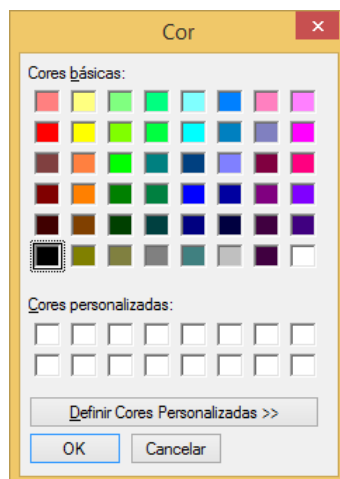 Cor
Cores básicas:
Cores personalizadas:
Definir Cores Personalizadas >>
OK Cancelar